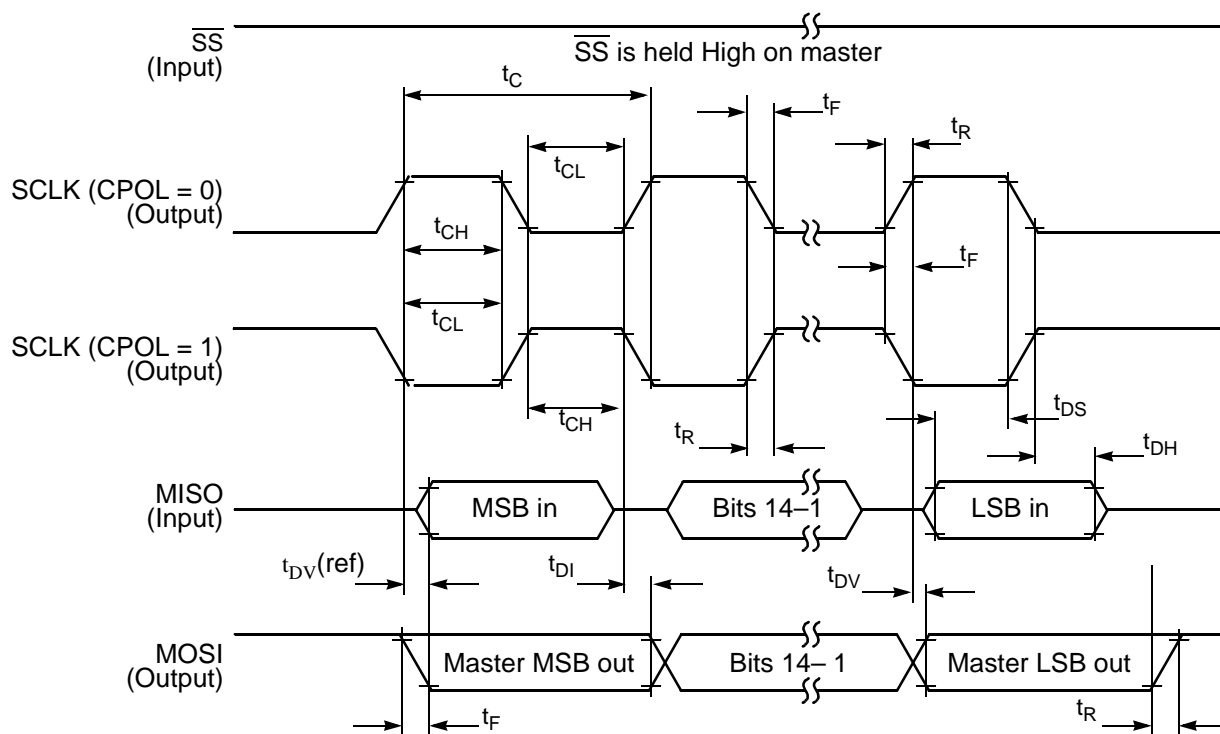 SS
(Input)
SS is held High on master
tC
tF
tR
tCL
SCLK (CPOL = 0)
(Output)
tCH
tF
tCL
SCLK (CPOL = 1)
(Output)
tCH
tR
tDS
tDH
MISO
(Input)
MSB in
Bits 14–1
LSB in
tDV(ref)
tDI
tDV
MOSI
(Output)
Master MSB out
Bits 14– 1
Master LSB out
tF
tR